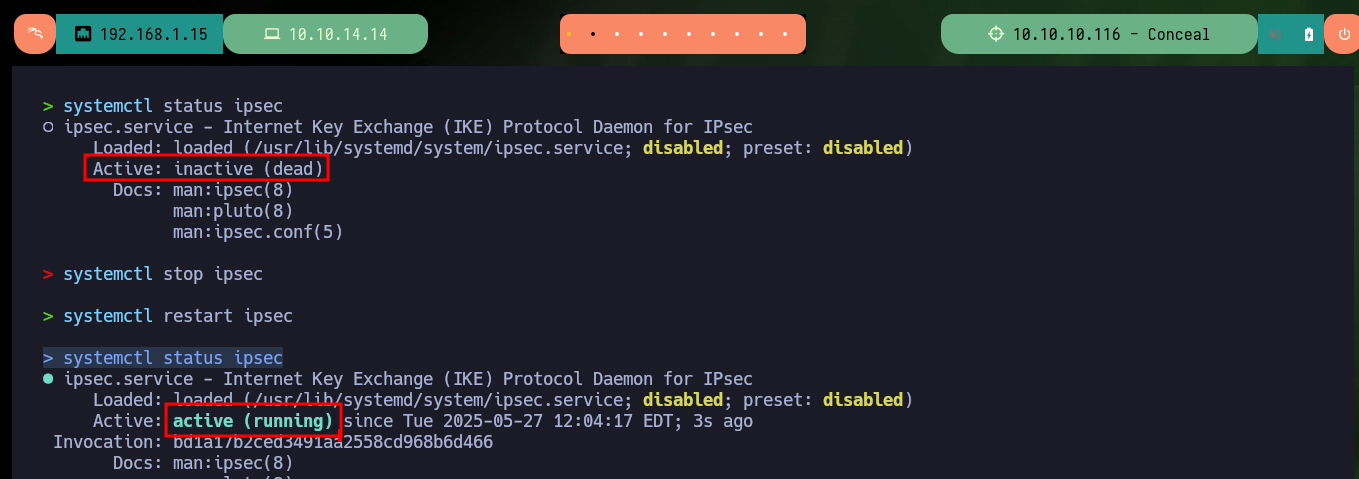 192.168.1.15 10.10.14.14 10.10.10.116 - Conceal
> systemctl status ipsec
ipsec.service - Internet Key Exchange (IKE) Protocol Daemon for IPsec
Loaded: loaded (/usr/lib/systemd/system/ipsec.service; disabled; preset: disabled)
Active: inactive (dead)
Docs: man:ipsec(8)
man:pluto(8)
man:ipsec.conf(5)
> systemctl stop ipsec
> systemctl restart ipsec
> systemctl status ipsec
ipsec.service - Internet Key Exchange (IKE) Protocol Daemon for IPsec
Loaded: loaded (/usr/lib/systemd/system/ipsec.service; disabled; preset: disabled)
Active: active (running) since Tue 2025-05-27 12:04:17 EDT; 3s ago
Invocation: bd1a17b2ced3491aa2558cd968b6d466
Docs: man:ipsec(8)